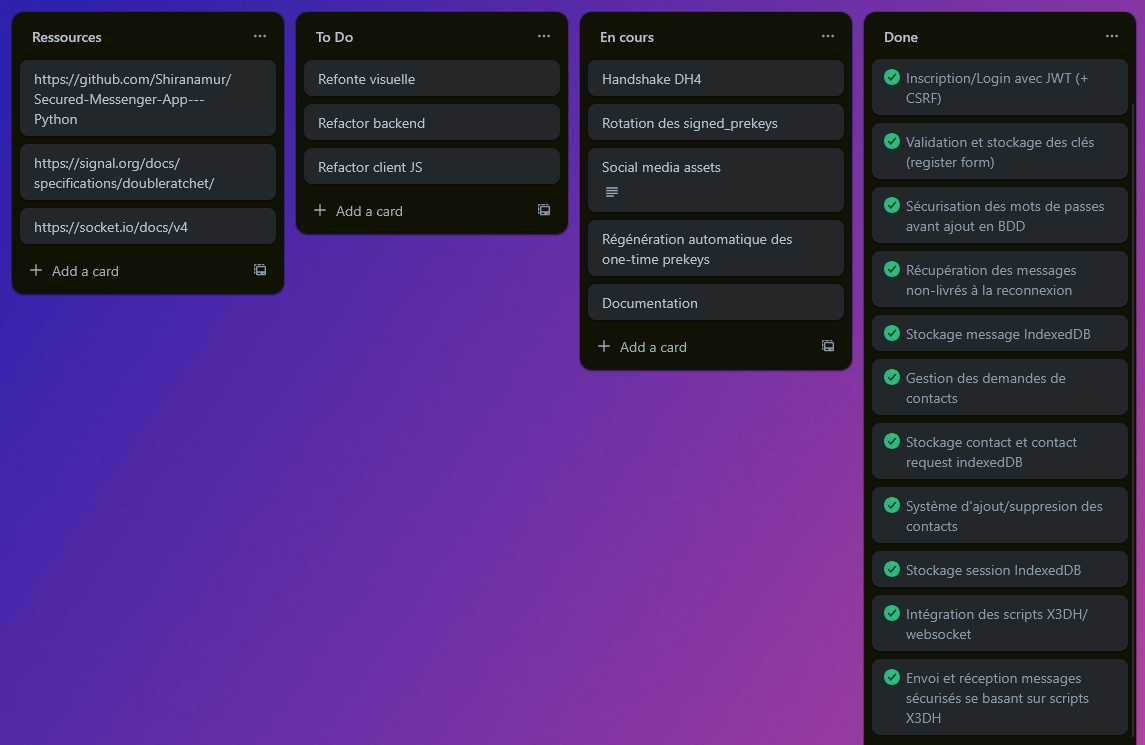 Ressources
https://github.com/Shiranamur/
Secured-Messenger-App---
Python
https://signal.org/docs/
specifications/doubleratchet/
https://socket.io/docs/v4
Add a card
To Do
Refonte visuelle
Refactor backend
Refactor client JS
Add a card
En cours
Handshake DH4
Rotation des signed_prekeys
Social media assets
Régénération automatique des
one-time prekeys
Documentation
Add a card
Done
Inscription/Login avec JWT (+
CSRF)
Validation et stockage des clés
(register form)
Sécurisation des mots de passes
avant ajout en BDD
Récupération des messages
non-livrés à la reconnexion
Stockage message IndexedDB
Gestion des demandes de
contacts
Stockage contact et contact
request indexedDB
Système d'ajout/suppresion des
contacts
Stockage session IndexedDB
Intégration des scripts X3DH/
websocket
Envoi et réception messages
sécurisés se basant sur scripts
X3DH